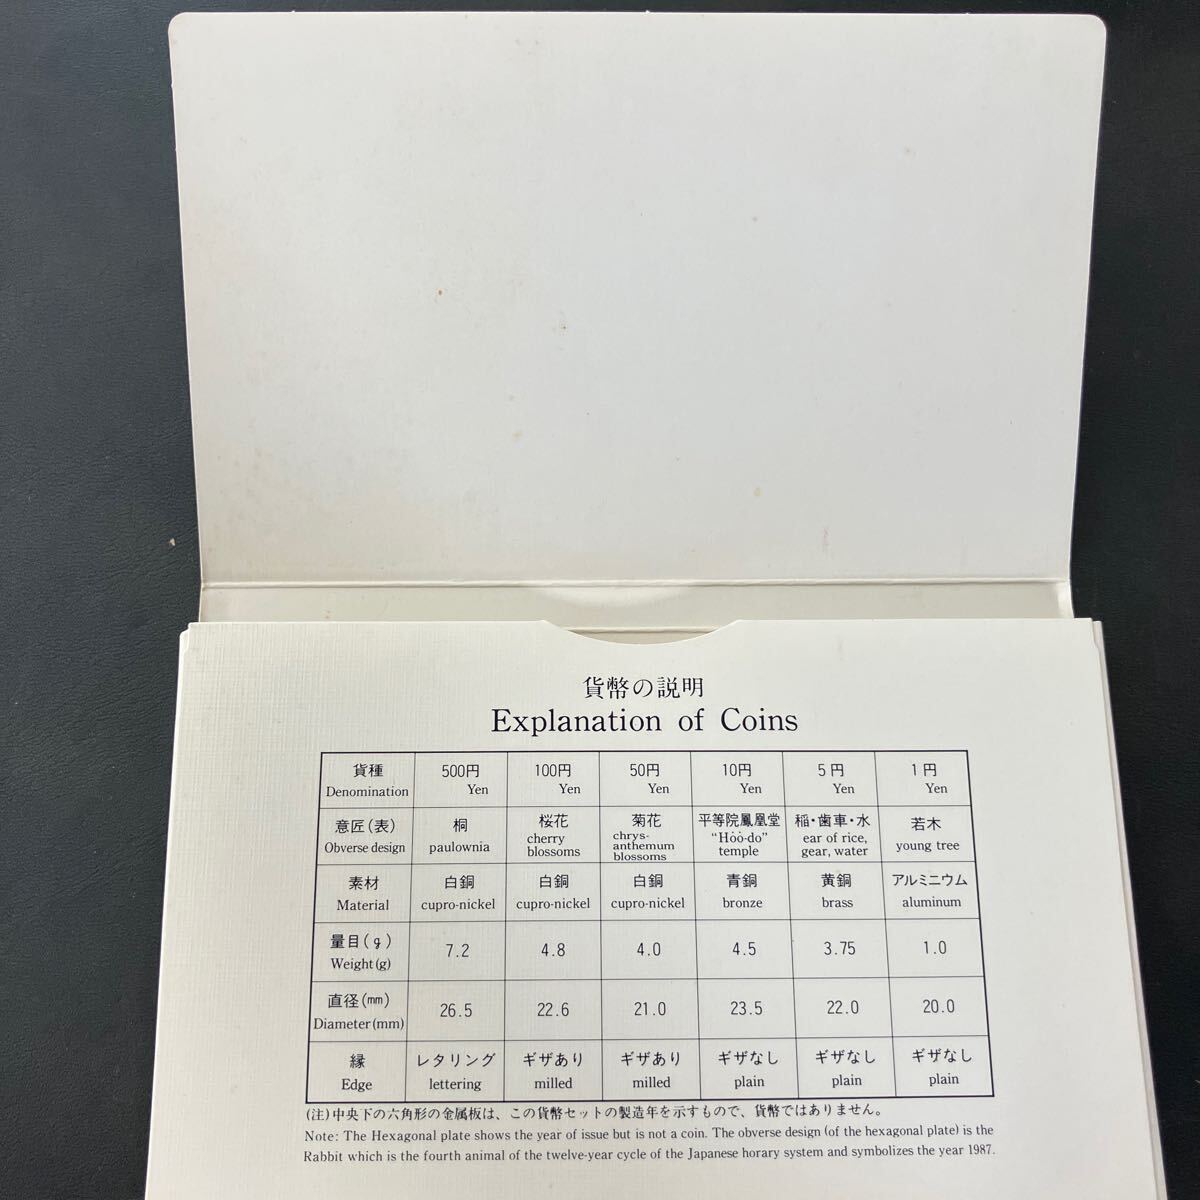 貨幣の説明
Explanation of Coins
貨種 500円 100円 50円 10円 5円 1円
Denomination Yen Yen Yen Yen Yen Yen
意匠(表) 桐 桜花 菊花 平等院鳳凰堂 稲・歯車・水 若木
Obverse design paulownia cherry blossoms chrys-anthemum blossoms "Hōō-do" temple ear of rice, gear, water young tree
素材 白銅 白銅 白銅 青銅 黄銅 アルミニウム
Material cupro-nickel cupro-nickel cupro-nickel bronze brass aluminum
量目(g) 7.2 4.8 4.0 4.5 3.75 1.0
Weight(g)
直径(mm) 26.5 22.6 21.0 23.5 22.0 20.0
Diameter(mm)
縁 レタリング ギザあり ギザあり ギザなし ギザなし ギザなし
Edge lettering milled milled plain plain plain
(注)中央下の六角形の金属板は、この貨幣セットの製造年を示すもので、貨幣ではありません。
Note: The Hexagonal plate shows the year of issue but is not a coin. The obverse design (of the hexagonal plate) is the
Rabbit which is the fourth animal of the twelve-year cycle of the Japanese horary system and symbolizes the year 1987.